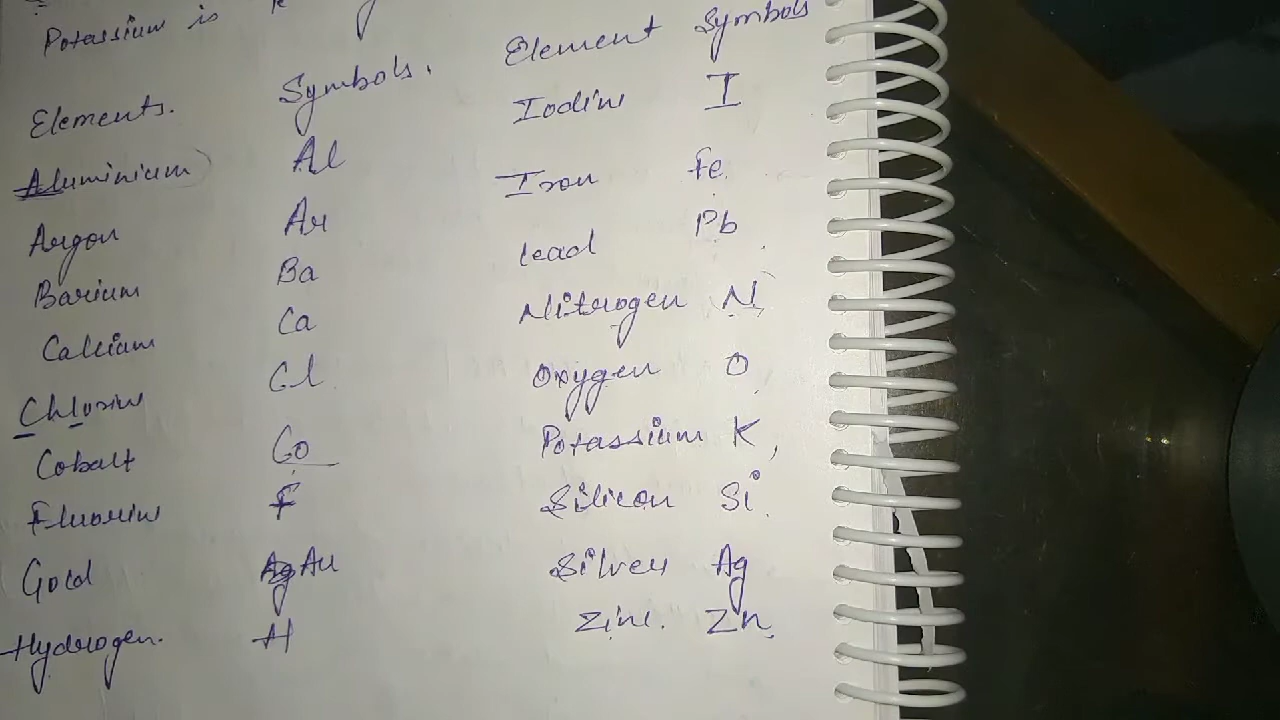 Potassium is
Elements. Symbols. Element Symbols
Aluminium Al Iodine I
Argon Ar Iron Fe
Barium Ba Lead Pb
Calcium Ca Nitrogen N
Chlorine Cl Oxygen O
Cobalt Co Potassium K,
Fluorine F Silicon Si
Gold Au Silver Ag
Hydrogen. H Zinc. Zn